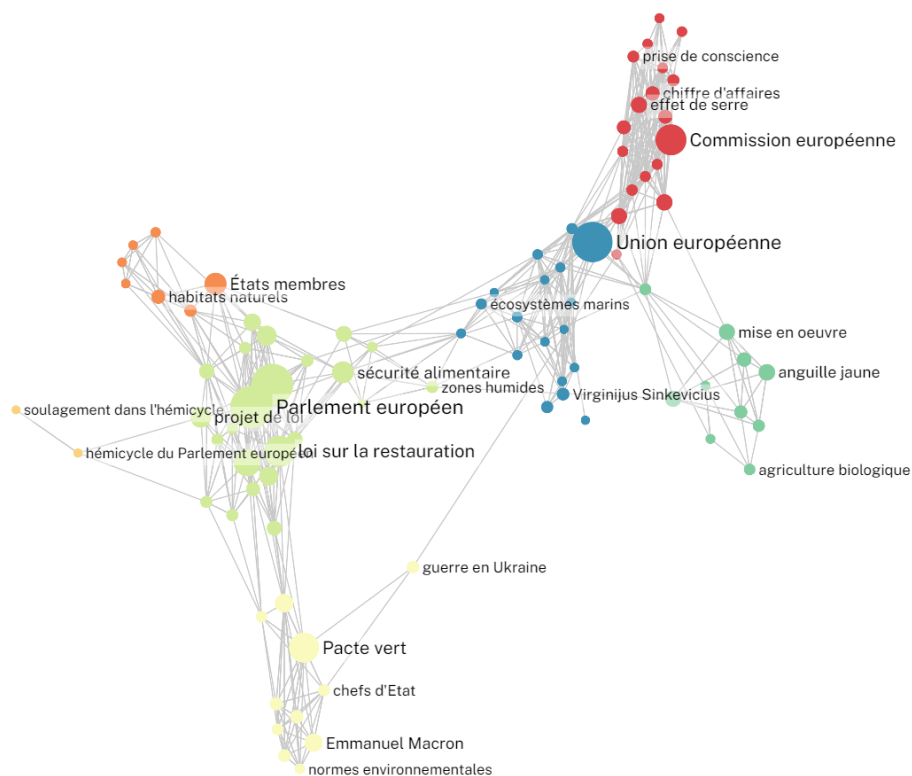 prise de conscience
chiffre d'affaires
effet de serre
Commission européenne
Union européenne
États membres
habitats naturels
écosystèmes marins
mise en oeuvre
sécurité alimentaire
anguille jaune
zones humides
Virginijus Sinkevicius
Parlement européen
soulagement dans l'hémicycle
projet de loi
loi sur la restauration
hémicycle du Parlement européen
agriculture biologique
guerre en Ukraine
Pacte vert
chefs d'Etat
Emmanuel Macron
normes environnementales